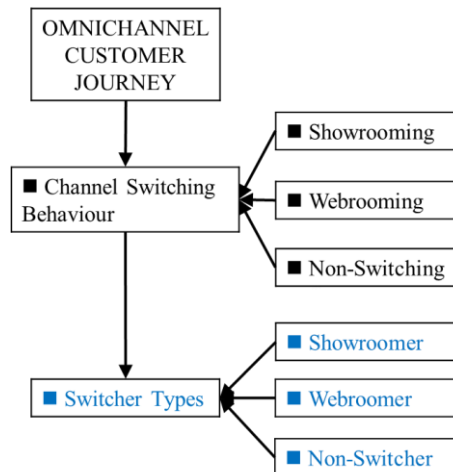 OMNICHANNEL
CUSTOMER
JOURNEY
■ Showrooming
■ Channel Switching
Behaviour
■ Webrooming
■ Non-Switching
■ Showroomer
■ Switcher Types
■ Webroomer
■ Non-Switcher